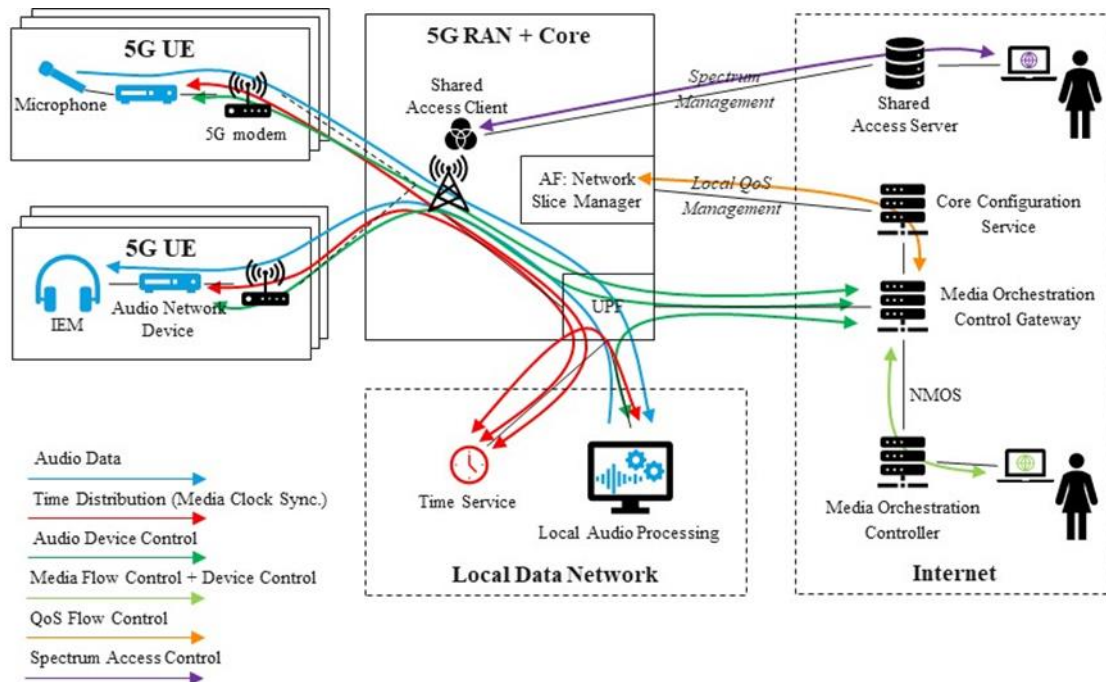 5G UE
Microphone
5G modem
5G UE
IEM
Audio Network
Device
5G RAN + Core
Shared
Access Client
AF: Network
Slice Manager
UPF
Spectrum
Management
Local QoS
Management
Shared
Access Server
Core Configuration
Service
Media Orchestration
Control Gateway
NMOS
Media Orchestration
Controller
Internet
Time Service
Local Audio Processing
Local Data Network
Audio Data
Time Distribution (Media Clock Sync.)
Audio Device Control
Media Flow Control + Device Control
QoS Flow Control
Spectrum Access Control